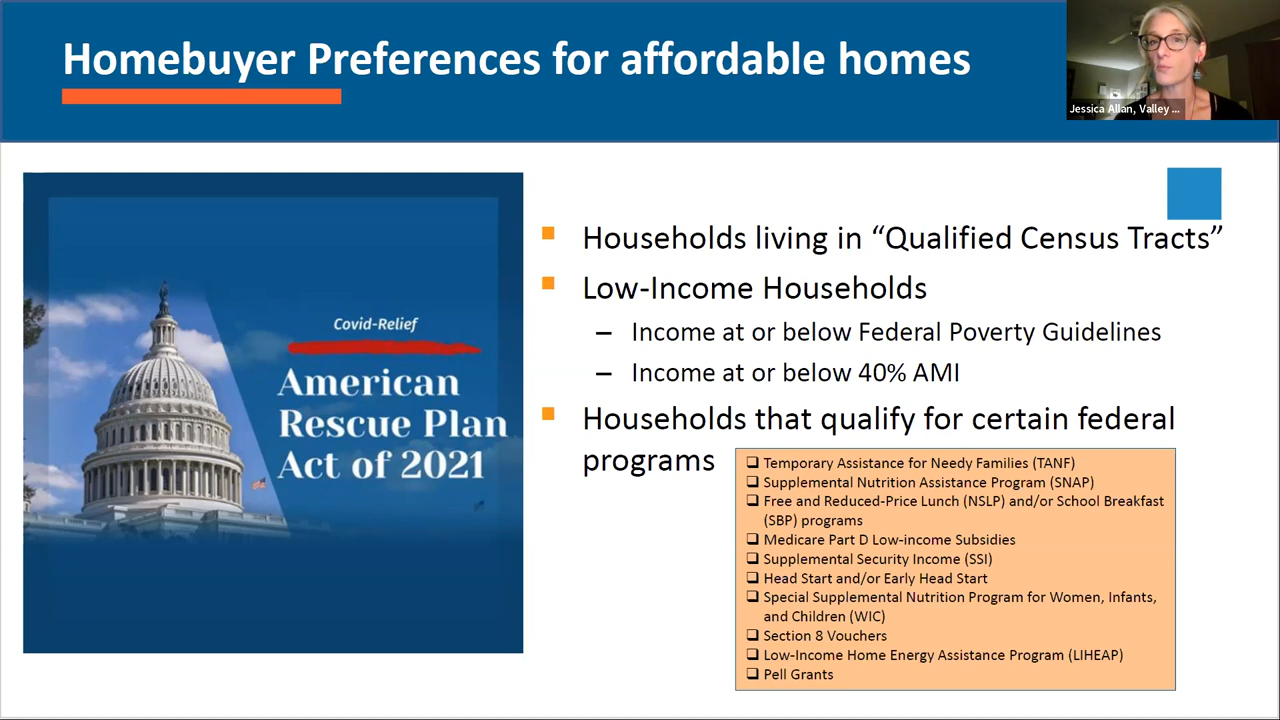 Homebuyer Preferences for affordable homes
Jessica Allan, Valley ...
Covid-Relief
American
Rescue Plan
Act of 2021
Households living in “Qualified Census Tracts”
Low-Income Households
– Income at or below Federal Poverty Guidelines
– Income at or below 40% AMI
Households that qualify for certain federal
programs
Temporary Assistance for Needy Families (TANF)
Supplemental Nutrition Assistance Program (SNAP)
Free and Reduced-Price Lunch (NSLP) and/or School Breakfast
(SBP) programs
Medicare Part D Low-income Subsidies
Supplemental Security Income (SSI)
Head Start and/or Early Head Start
Special Supplemental Nutrition Program for Women, Infants,
and Children (WIC)
Section 8 Vouchers
Low-Income Home Energy Assistance Program (LIHEAP)
Pell Grants